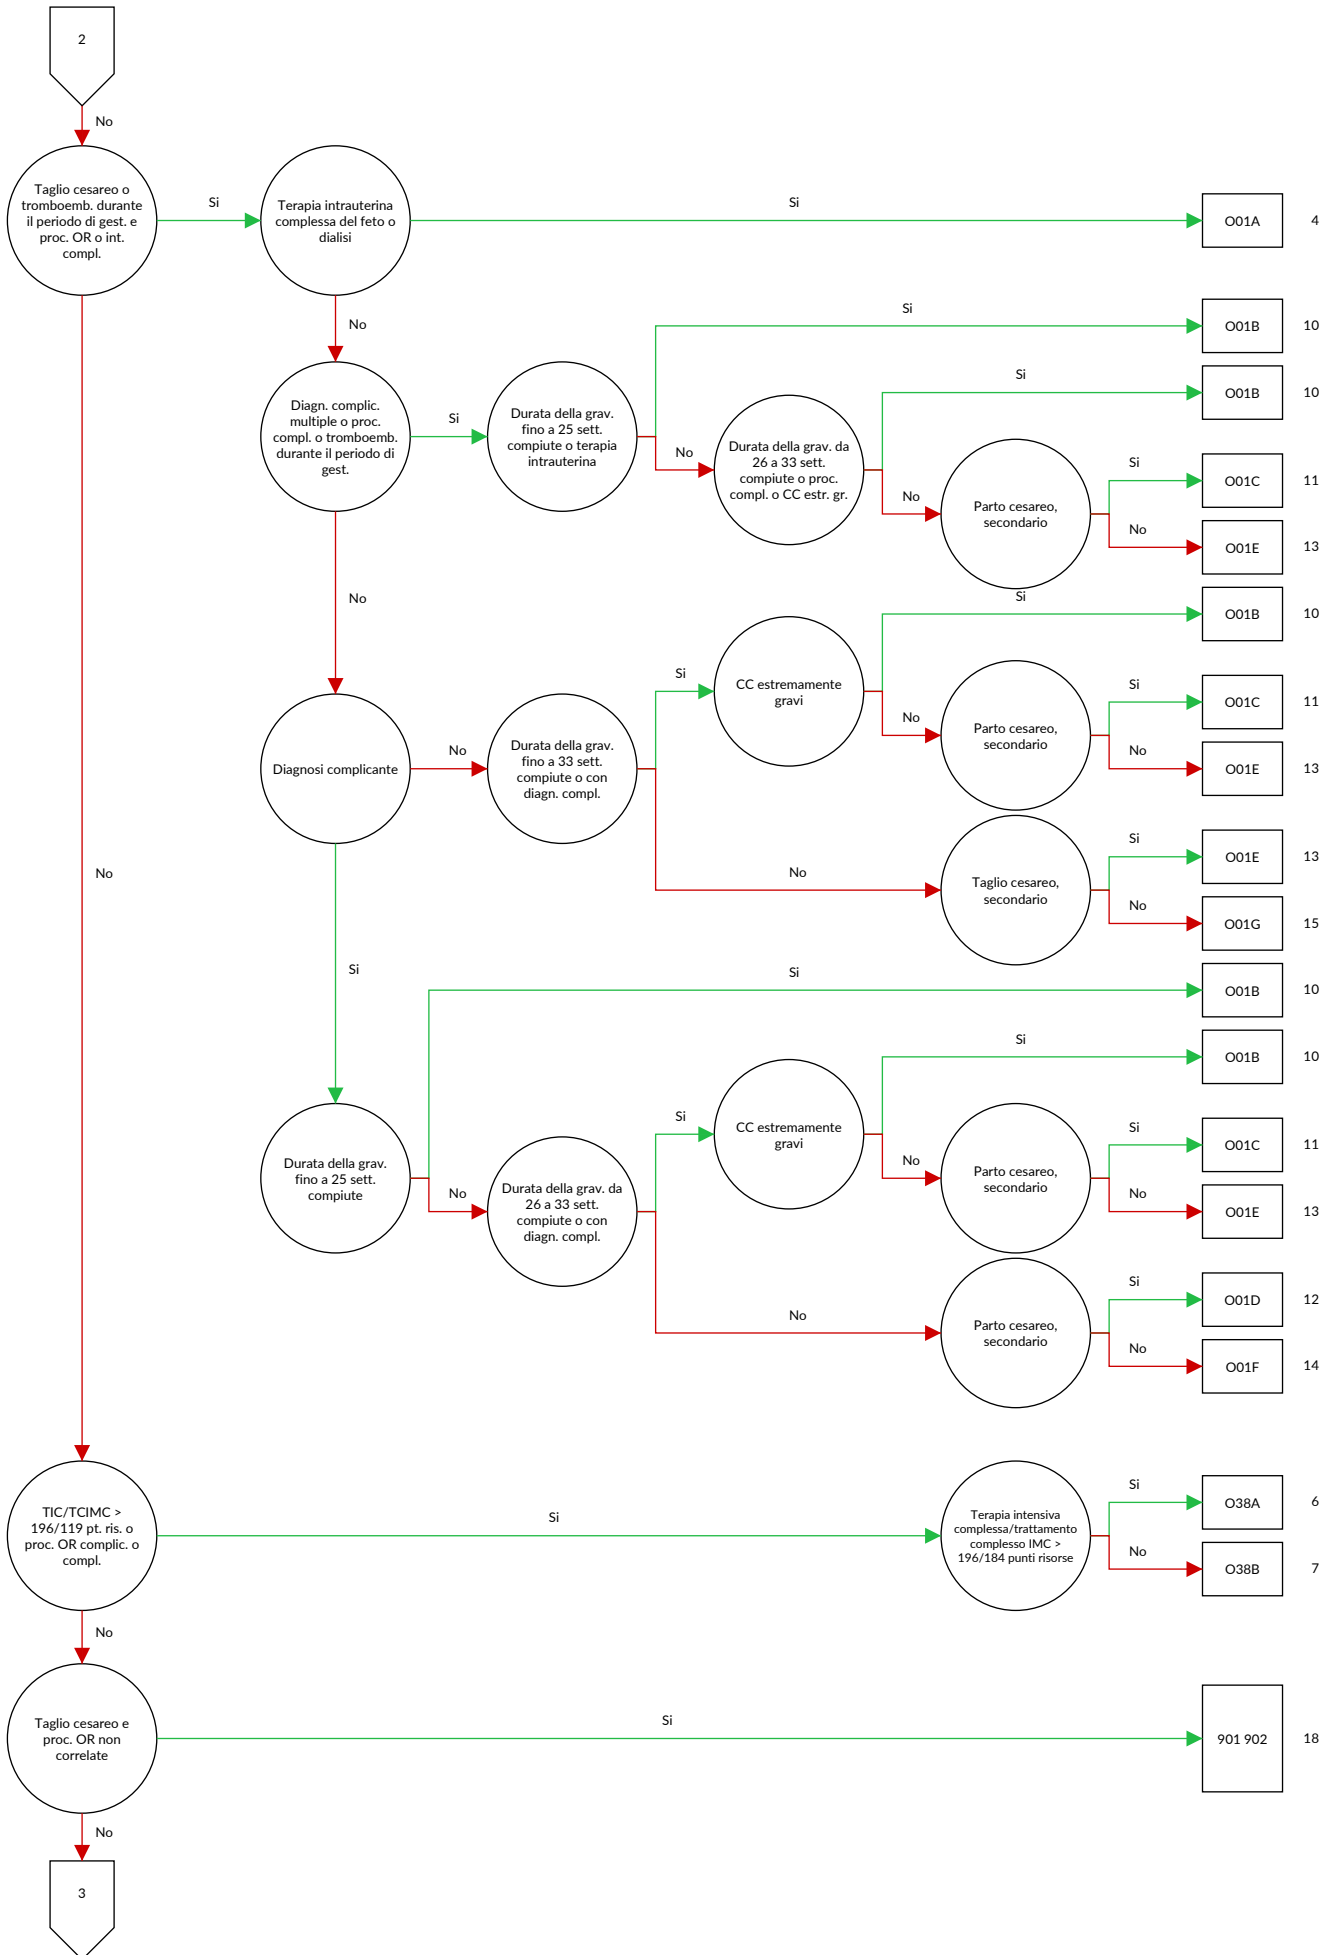 2
No
Taglio cesareo o
tromboemb. durante
il periodo di gest. e
proc. OR o int.
compl.
Si
Terapia intrauterina
complessa del feto o
dialisi
Si
O01A
4
No
Si
O01B
10
Diagn. complic.
multiple o proc.
compl. o tromboemb.
durante il periodo di
gest.
Si
Durata della grav.
fino a 25 sett.
compiute o terapia
intrauterina
No
Durata della grav. da
26 a 33 sett.
compiute o proc.
compl. o CC estr. gr.
Si
O01B
10
No
Parto cesareo,
secondario
Si
O01C
11
No
O01E
13
No
Si
O01B
10
Diagnosi complicante
No
Durata della grav.
fino a 33 sett.
compiute o con
diagn. compl.
Si
CC estremamente
gravi
No
Parto cesareo,
secondario
Si
O01C
11
No
O01E
13
No
Taglio cesareo,
secondario
Si
O01E
13
No
O01G
15
No
Si
Si
O01B
10
Durata della grav.
fino a 25 sett.
compiute
No
Durata della grav. da
26 a 33 sett.
compiute o con
diagn. compl.
Si
CC estremamente
gravi
Si
O01B
10
No
Parto cesareo,
secondario
Si
O01C
11
No
O01E
13
No
Parto cesareo,
secondario
Si
O01D
12
No
O01F
14
TIC/TCIMC >
196/119 pt. ris. o
proc. OR complic. o
compl.
Si
Terapia intensiva
complessa/trattamento
complesso IMC >
196/184 punti risorse
Si
O38A
6
No
O38B
7
No
Taglio cesareo e
proc. OR non
correlate
Si
901 902
18
No
3